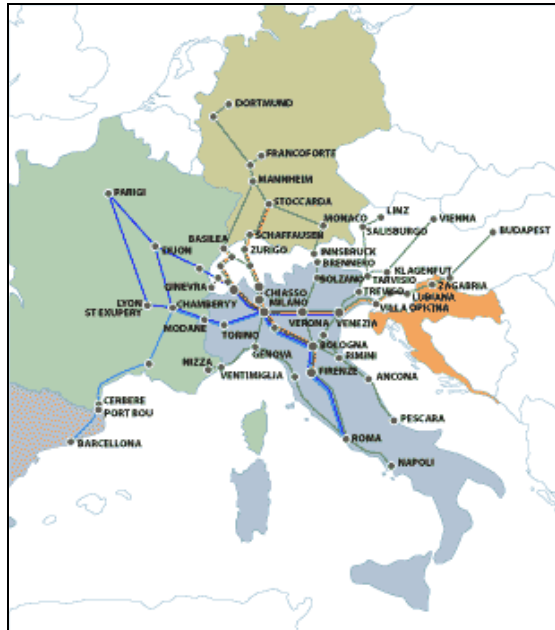 DORTMUND
FRANCOFORTE
MANNHEIM
PARIGI
STOCCARDA
MONACO
LINZ
VIENNA
SALISBURGO
BUDAPEST
SCHAFFAUSEN
BASILEA
ZURIGO
DIJON
INNSBRUCK
BRENNERO
KLAGENFUT
TARVISIO
ZAGABRIA
BOLZANO
GINEVRA
CHIASSO
TREVISO
LUBIANA
LYON
ST EXUPERY
CHAMBERYY
MILANO
VILLA OPICINA
MODANE
TORINO
VERONA
VENEZIA
GENOVA
BOLOGNA
NIZZA
RIMINI
VENTIMIGLIA
FIRENZE
ANCONA
CERBERE
PORT BOU
PESCARA
BARCELLONA
ROMA
NAPOLI